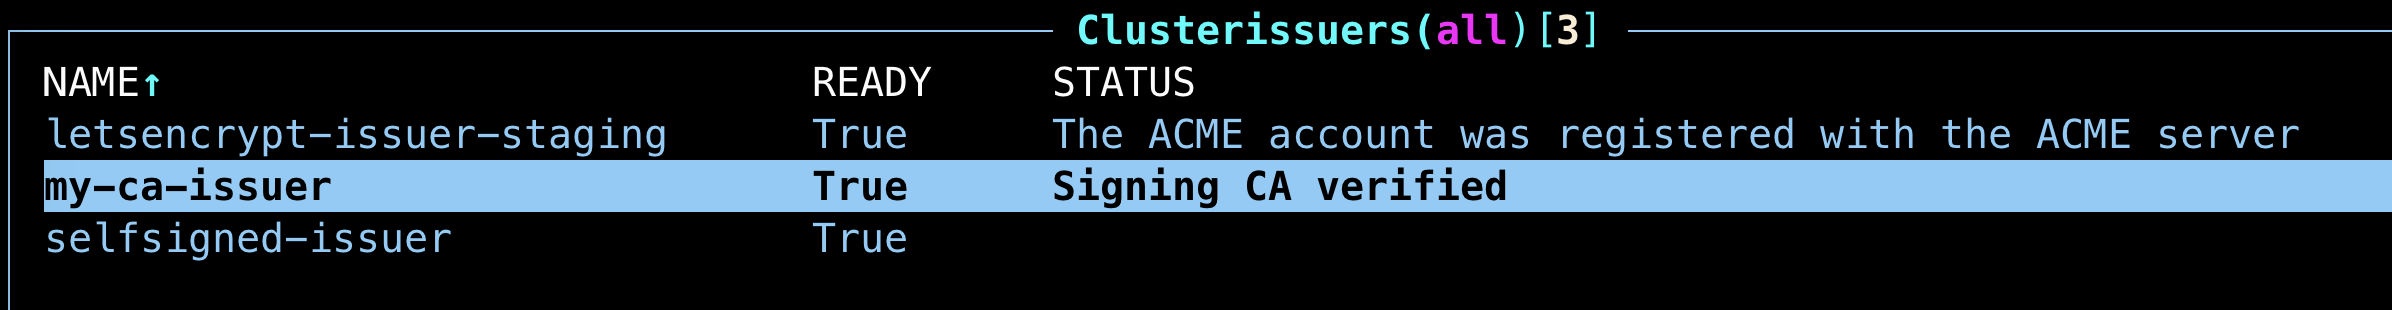 Clusterissuers(all)[3]
NAME↑ READY STATUS
letsencrypt-issuer-staging True The ACME account was registered with the ACME server
my-ca-issuer True Signing CA verified
selfsigned-issuer True